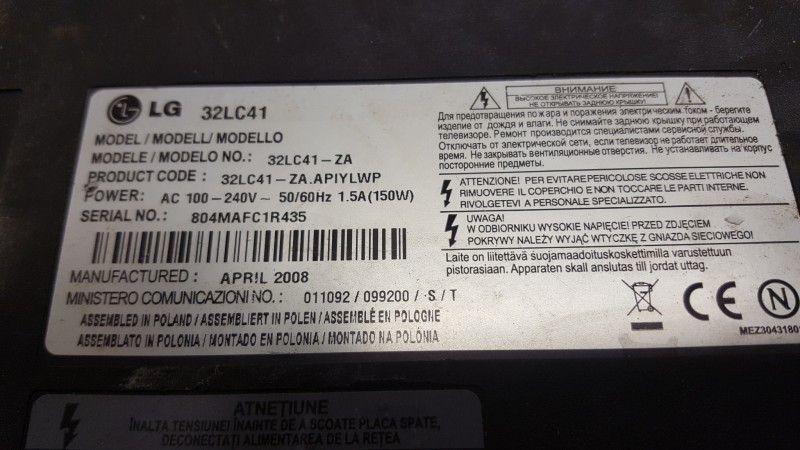 LG 32LC41
MODEL / MODELL/ MODELLO
MODELE / MODELO NO.: 32LC41-ZA
PRODUCT CODE : 32LC41-ZA.APIYLWP
POWER: AC 100-240V~ 50/60Hz 1.5A(150W)
SERIAL NO.: 804MAFC1R435
MANUFACTURED : APRIL 2008
MINISTERO COMUNICAZIONI NO.: 011092 / 099200 / S / T
ASSEMBLED IN POLAND / ASSEMBLIERT IN POLEN / ASSEMBLÉ EN POLOGNE
ASSEMBLATO IN POLONIA / MONTADO EN POLONIA / MONTADO NA POLÓNIA
ВНИМАНИЕ
ВЫСОКОЕ ЭЛЕКТРИЧЕСКОЕ НАПРЯЖЕНИЕ!
НЕ ОТКРЫВАТЬ ЗАДНЮЮ КРЫШКУ!
Для предотвращения пожара и поражения электрическим током - берегите
изделие от дождя и влаги. Не снимайте заднюю крышку при работающем
телевизоре. Ремонт производится специалистами сервисной службы.
Отключать от электрической сети, если телевизор не работает длительное
время. Не закрывать вентиляционные отверстия. Не устанавливать на корпус
посторонние предметы.
ATTENZIONE! PER EVITARE PERICOLOSE SCOSSE ELETTRICHE NON
RIMUOVERE IL COPERCHIO E NON TOCCARE LE PARTI INTERNE.
RIVOLGETEVI A PERSONALE SPECIALIZZATO.
UWAGA!
W ODBIORNIKU WYSOKIE NAPIĘCIE! PRZED ZDJĘCIEM
POKRYWY NALEŻY WYJĄĆ WTYCZKĘ Z GNIAZDA SIECIOWEGO!
Laite on liitettävä suojamaadoituskoskettimilla varustettuun
pistorasiaan. Apparaten skall anslutas till jordat uttag.
CE N
MEZ3043180
ATNEȚIUNE
ÎNALTA TENSIUNE! ÎNAINTE DE A SCOATE PLACA SPATE,
DECONECTAȚI ALIMENTAREA DE LA REȚEA